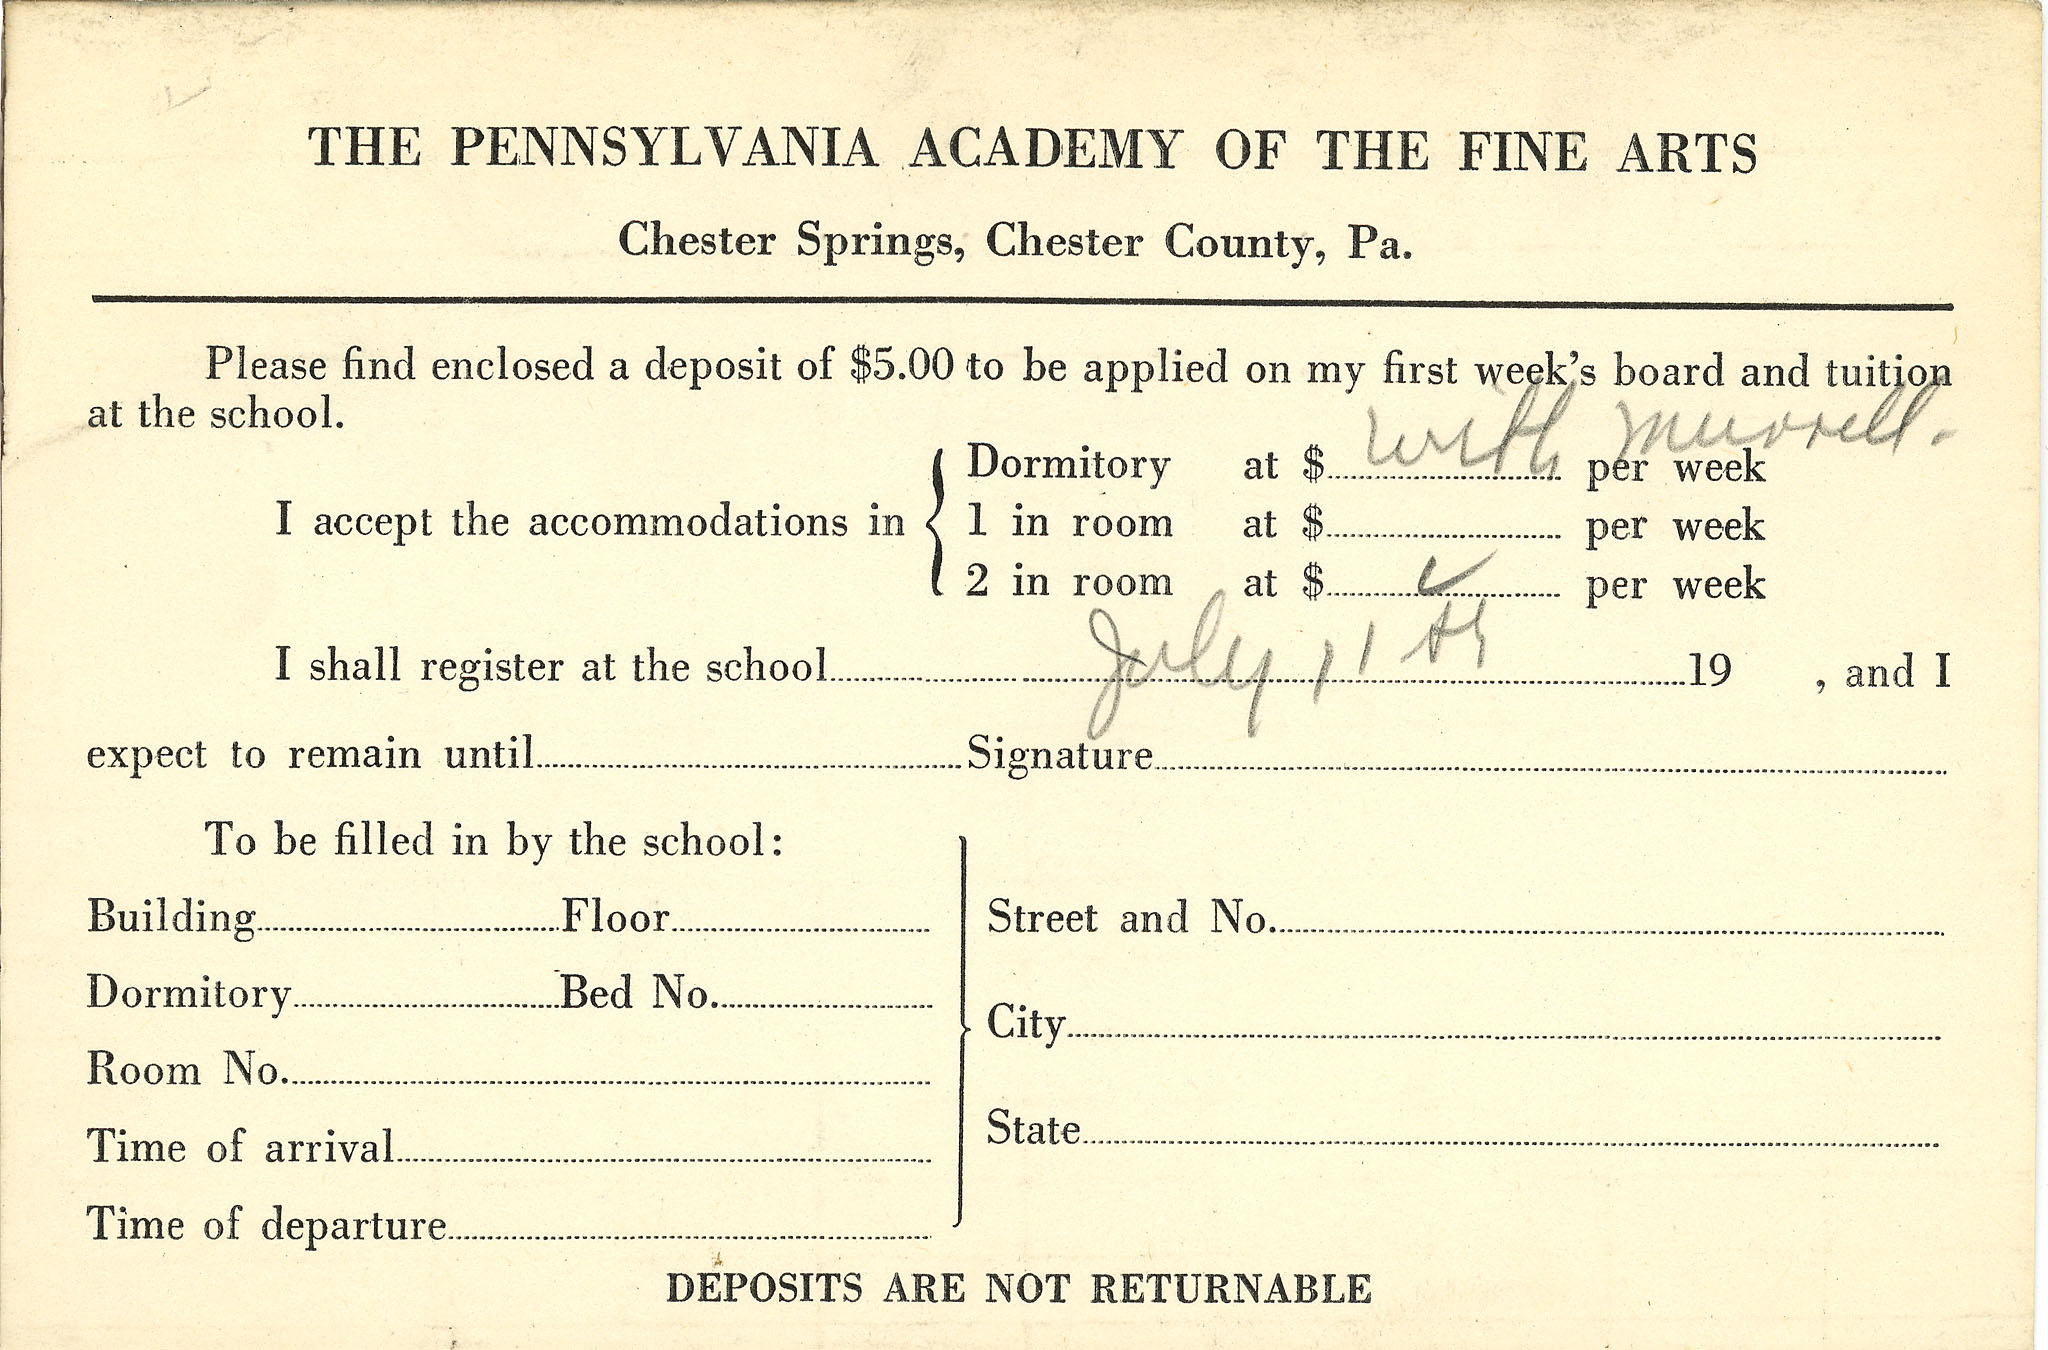 THE PENNSYLVANIA ACADEMY OF THE FINE ARTS
Chester Springs, Chester County, Pa.
Please find enclosed a deposit of $5.00 to be applied on my first week's board and tuition
at the school.
with Murrell.
Dormitory at $ per week
I accept the accommodations in 1 in room at $ per week
2 in room at $ ✓ per week
I shall register at the school July 11th 19 , and I
expect to remain until Signature
To be filled in by the school:
Building Floor Street and No.
Dormitory Bed No.
City
Room No.
State
Time of arrival
Time of departure
DEPOSITS ARE NOT RETURNABLE